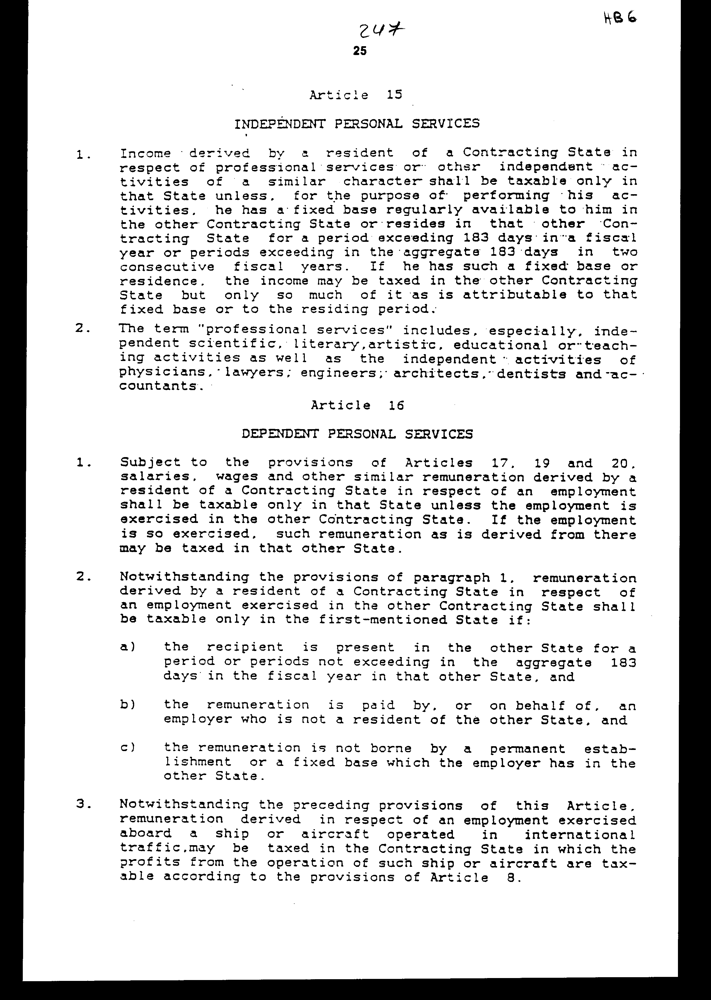 HB6
247
25
Article 15
INDEPENDENT PERSONAL SERVICES
1. Income derived by a resident of a Contracting State in
respect of professional services or other independent ac-
tivities of a similar character shall be taxable only in
that State unless, for the purpose of performing his ac-
tivities, he has a fixed base regularly available to him in
the other Contracting State or resides in that other Con-
tracting State for a period exceeding 183 days in a fiscal
year or periods exceeding in the aggregate 183 days in two
consecutive fiscal years. If he has such a fixed base or
residence, the income may be taxed in the other Contracting
State but only so much of it as is attributable to that
fixed base or to the residing period.
2. The term "professional services" includes, especially, inde-
pendent scientific, literary,artistic, educational or teach-
ing activities as well as the independent activities of
physicians, lawyers, engineers, architects, dentists and ac-
countants.
Article 16
DEPENDENT PERSONAL SERVICES
1. Subject to the provisions of Articles 17, 19 and 20,
salaries, wages and other similar remuneration derived by a
resident of a Contracting State in respect of an employment
shall be taxable only in that State unless the employment is
exercised in the other Contracting State. If the employment
is so exercised, such remuneration as is derived from there
may be taxed in that other State.
2. Notwithstanding the provisions of paragraph 1, remuneration
derived by a resident of a Contracting State in respect of
an employment exercised in the other Contracting State shall
be taxable only in the first-mentioned State if:
a) the recipient is present in the other State for a
period or periods not exceeding in the aggregate 183
days in the fiscal year in that other State, and
b) the remuneration is paid by, or on behalf of, an
employer who is not a resident of the other State, and
c) the remuneration is not borne by a permanent estab-
lishment or a fixed base which the employer has in the
other State.
3. Notwithstanding the preceding provisions of this Article,
remuneration derived in respect of an employment exercised
aboard a ship or aircraft operated in international
traffic,may be taxed in the Contracting State in which the
profits from the operation of such ship or aircraft are tax-
able according to the provisions of Article 8.